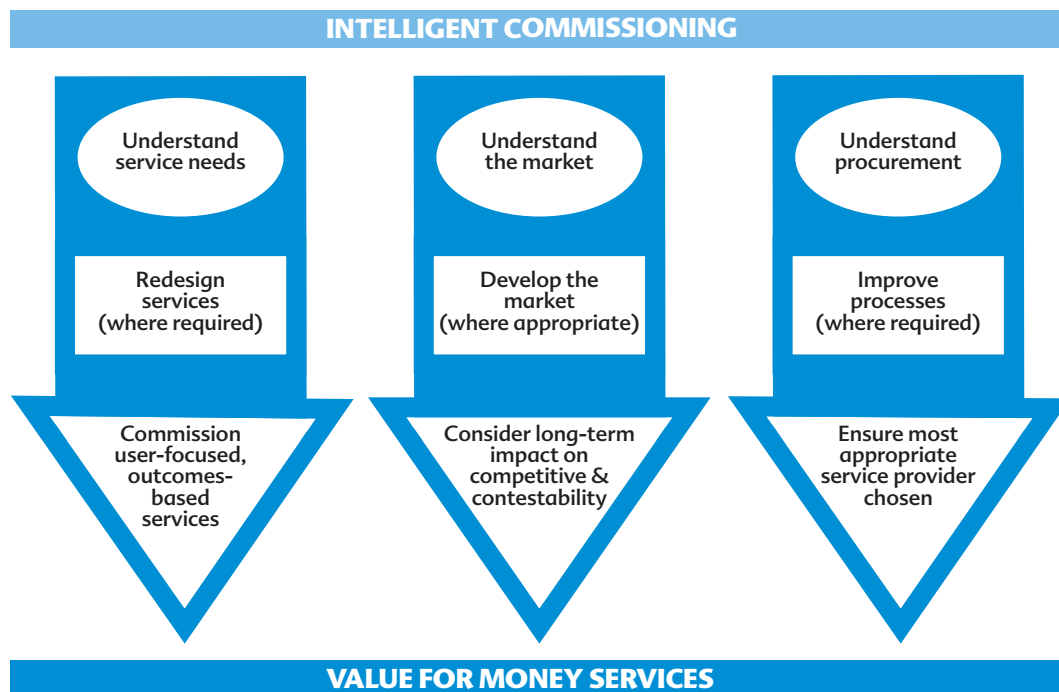 INTELLIGENT COMMISSIONING
Understand
service needs
Redesign
services
(where required)
Commission
user-focused,
outcomes-
based
services
Understand
the market
Develop the
market
(where appropriate)
Consider long-term
impact on
competitive &
contestability
Understand
procurement
Improve
processes
(where required)
Ensure most
appropriate
service provider
chosen
VALUE FOR MONEY SERVICES